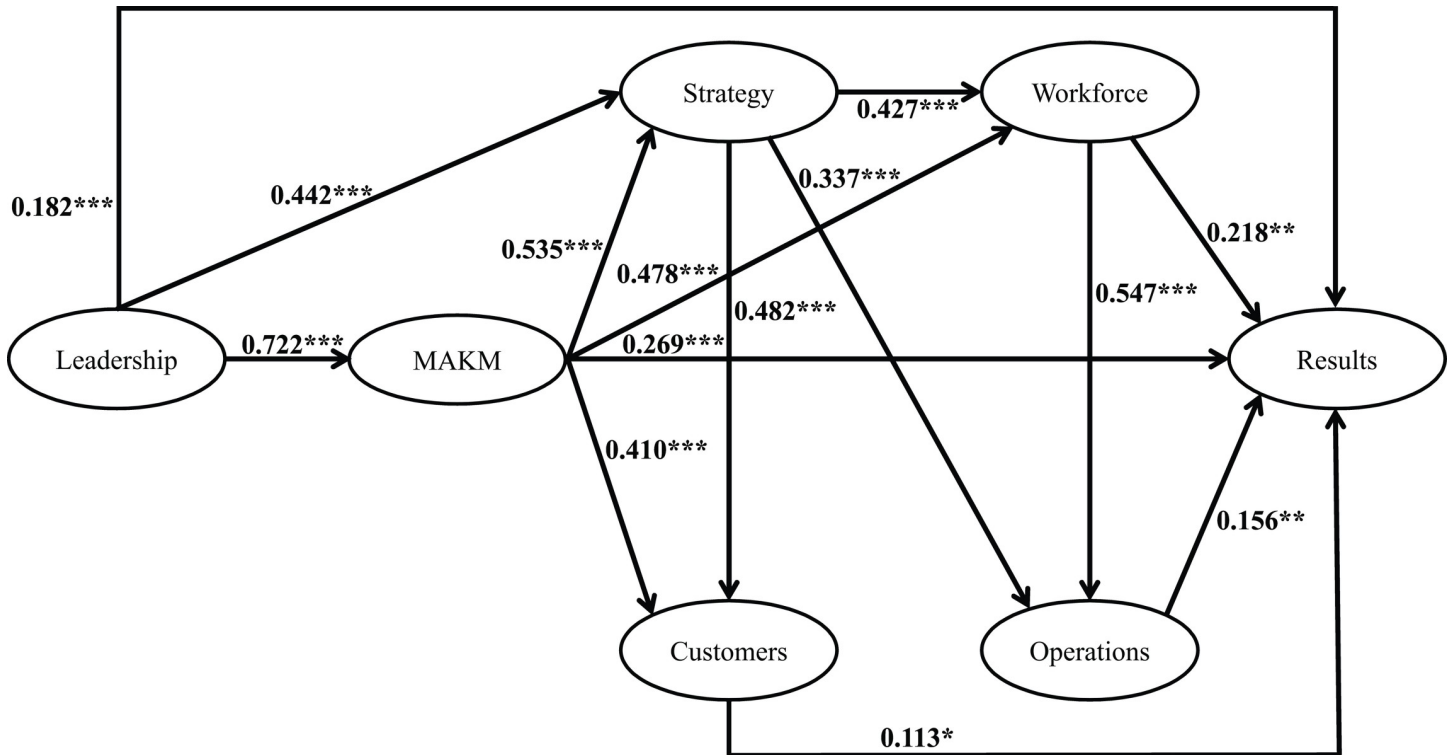 Strategy
Workforce
0.427***
0.337***
0.442***
0.182***
0.218**
0.535***
0.478***
0.547***
0.482***
0.722***
0.269***
Leadership
MAKM
Results
0.410***
0.156**
Customers
Operations
0.113*